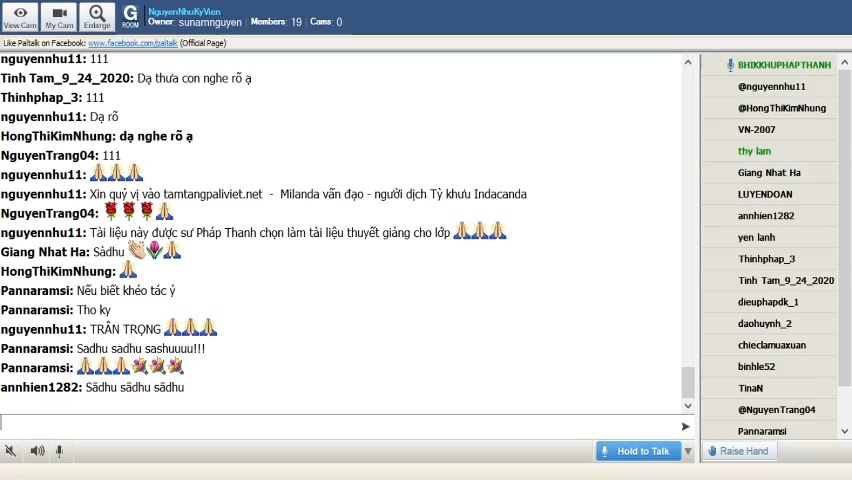 View Cam
My Cam
Enlarge
G
ROOM
NguyenNhuKyVien
Owner: sunamnguyen Members: 19 Cams: 0
Like Paltalk on Facebook: www.facebook.com/paltalk (Official Page)
nguyennhu11: 111
Tinh Tam_9_24_2020: Dạ thưa con nghe rõ ạ
Thinhphap_3: 111
nguyennhu11: Dạ rõ
HongThiKimNhung: dạ nghe rõ ạ
NguyenTrang04: 111
nguyennhu11:
nguyennhu11: Xin quý vị vào tamtangpaliviet.net - Milanda vấn đạo - người dịch Tỳ khưu Indacanda
NguyenTrang04:
nguyennhu11: Tài liệu này được sư Pháp Thanh chọn làm tài liệu thuyết giảng cho lớp
Giang Nhat Ha: Sàdhu
HongThiKimNhung:
Pannaramsi: Nếu biết khéo tác ý
Pannaramsi: Tho ky
nguyennhu11: TRÂN TRỌNG
Pannaramsi: Sadhu sadhu sashuuuu!!!
Pannaramsi:
annhien1282: Sādhu sādhu sādhu
Hold to Talk
BHIKKHUPHAPTHANH
@nguyennhu11
@HongThiKimNhung
VN-2007
thy lam
Giang Nhat Ha
LUYENDOAN
annhien1282
yen lanh
Thinhphap_3
Tinh Tam_9_24_2020
dieuphapdk_1
daohuynh_2
chieclamuaxuan
binhle52
TinaN
@NguyenTrang04
Pannaramsi
Raise Hand